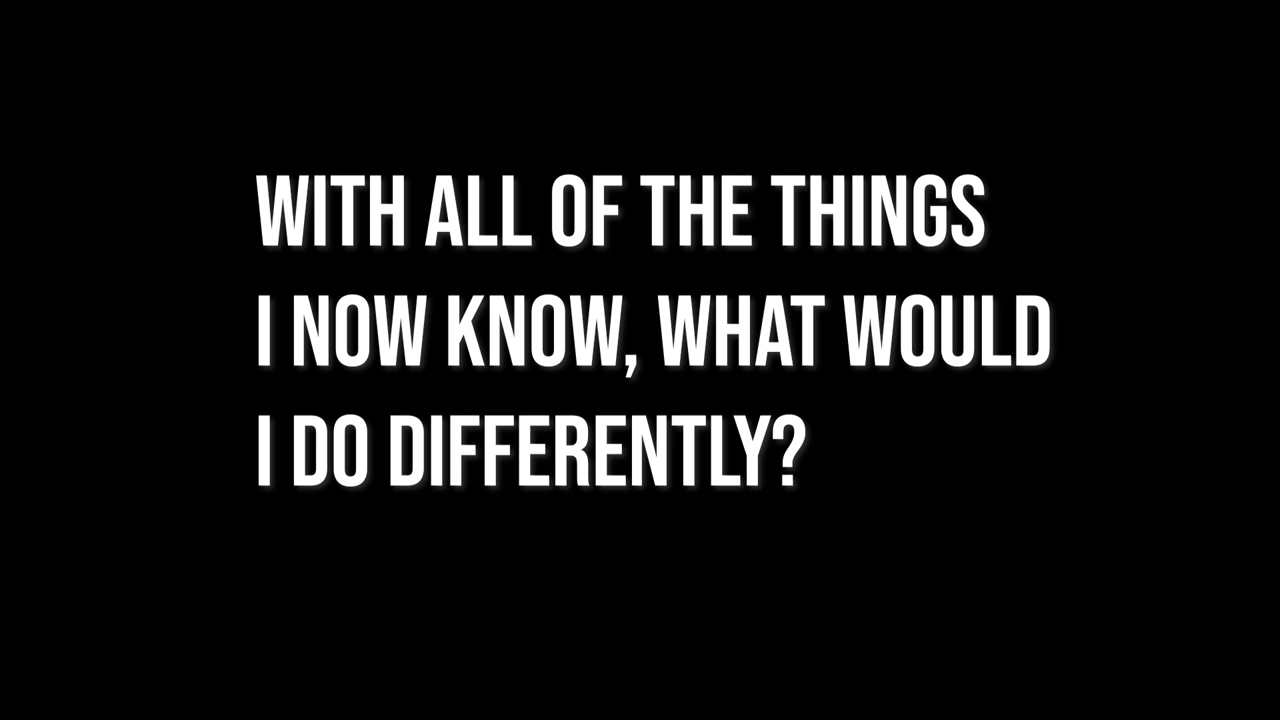 WITH ALL OF THE THINGS
I NOW KNOW, WHAT WOULD
I DO DIFFERENTLY?